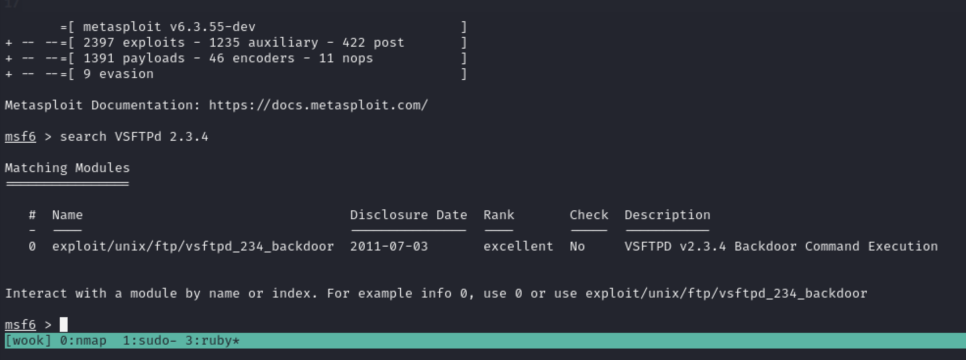 17
=[ metasploit v6.3.55-dev ]
+ -- --=[ 2397 exploits - 1235 auxiliary - 422 post ]
+ -- --=[ 1391 payloads - 46 encoders - 11 nops ]
+ -- --=[ 9 evasion ]
Metasploit Documentation: https://docs.metasploit.com/
msf6 > search VSFTPd 2.3.4
Matching Modules
================
# Name Disclosure Date Rank Check Description
- ---- --------------- ---- ----- -----------
0 exploit/unix/ftp/vsftpd_234_backdoor 2011-07-03 excellent No VSFTPD v2.3.4 Backdoor Command Execution
Interact with a module by name or index. For example info 0, use 0 or use exploit/unix/ftp/vsftpd_234_backdoor
msf6 >
[wook] 0:nmap 1:sudo- 3:ruby*